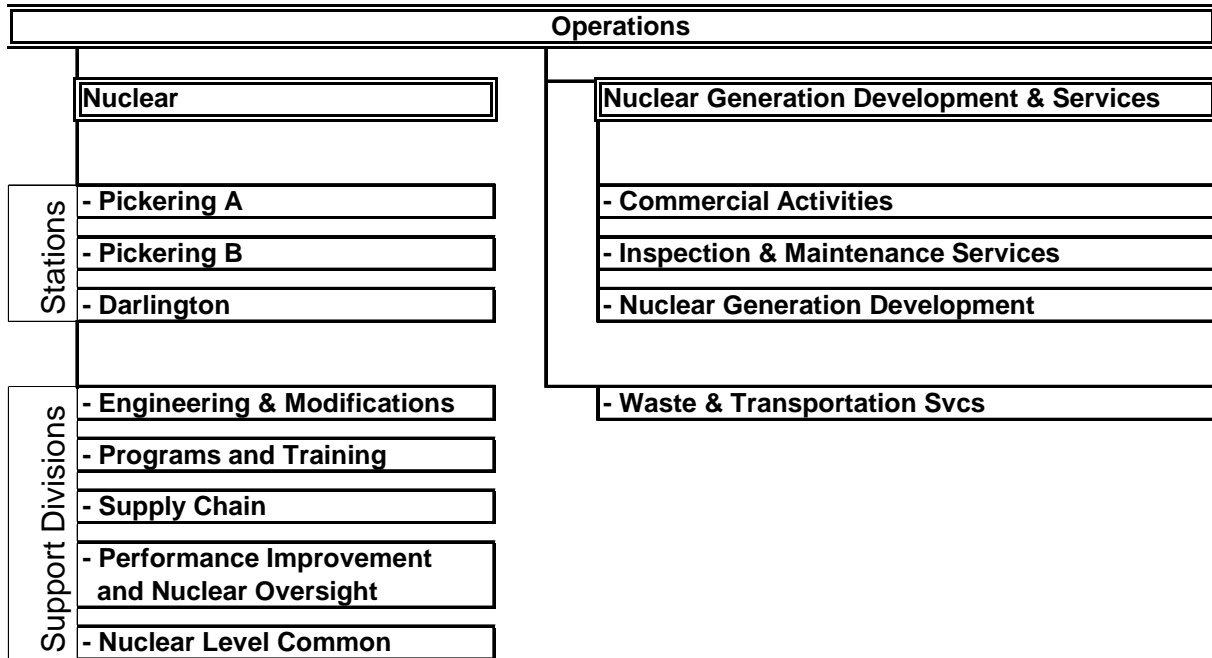 Operations
Nuclear
Nuclear Generation Development & Services
Stations
- Pickering A
- Pickering B
- Darlington
- Commercial Activities
- Inspection & Maintenance Services
- Nuclear Generation Development
Support Divisions
- Engineering & Modifications
- Programs and Training
- Supply Chain
- Performance Improvement
and Nuclear Oversight
- Nuclear Level Common
- Waste & Transportation Svcs